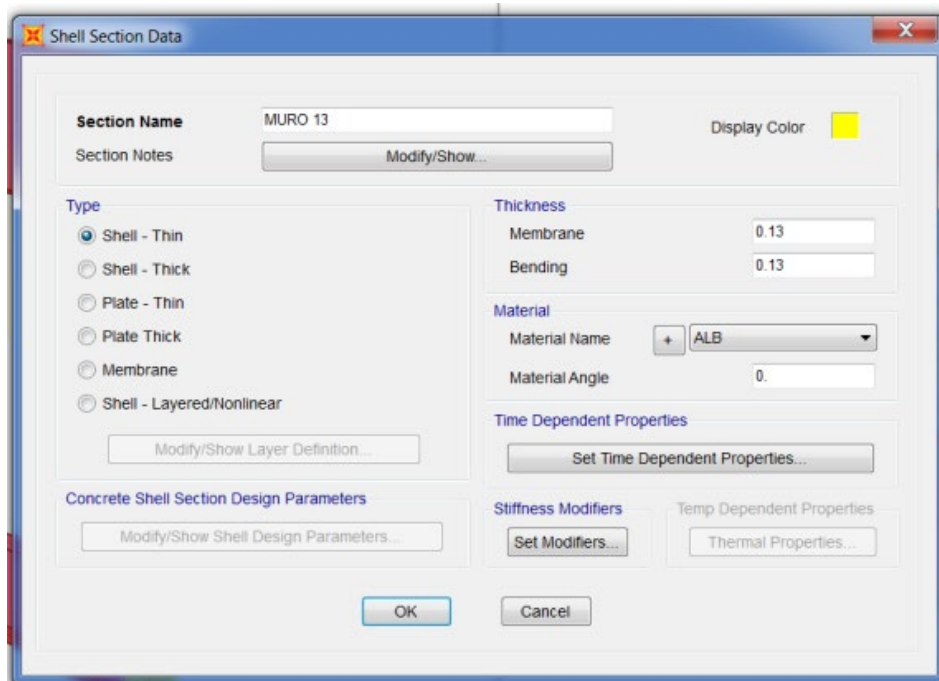 Shell Section Data
Section Name
MURO 13
Display Color
Section Notes
Modify/Show...
Type
Shell - Thin
Shell - Thick
Plate - Thin
Plate Thick
Membrane
Shell - Layered/Nonlinear
Modify/Show Layer Definition...
Concrete Shell Section Design Parameters
Modify/Show Shell Design Parameters...
Thickness
Membrane 0.13
Bending 0.13
Material
Material Name + ALB
Material Angle 0.
Time Dependent Properties
Set Time Dependent Properties...
Stiffness Modifiers
Set Modifiers...
Temp Dependent Properties
Thermal Properties...
OK
Cancel